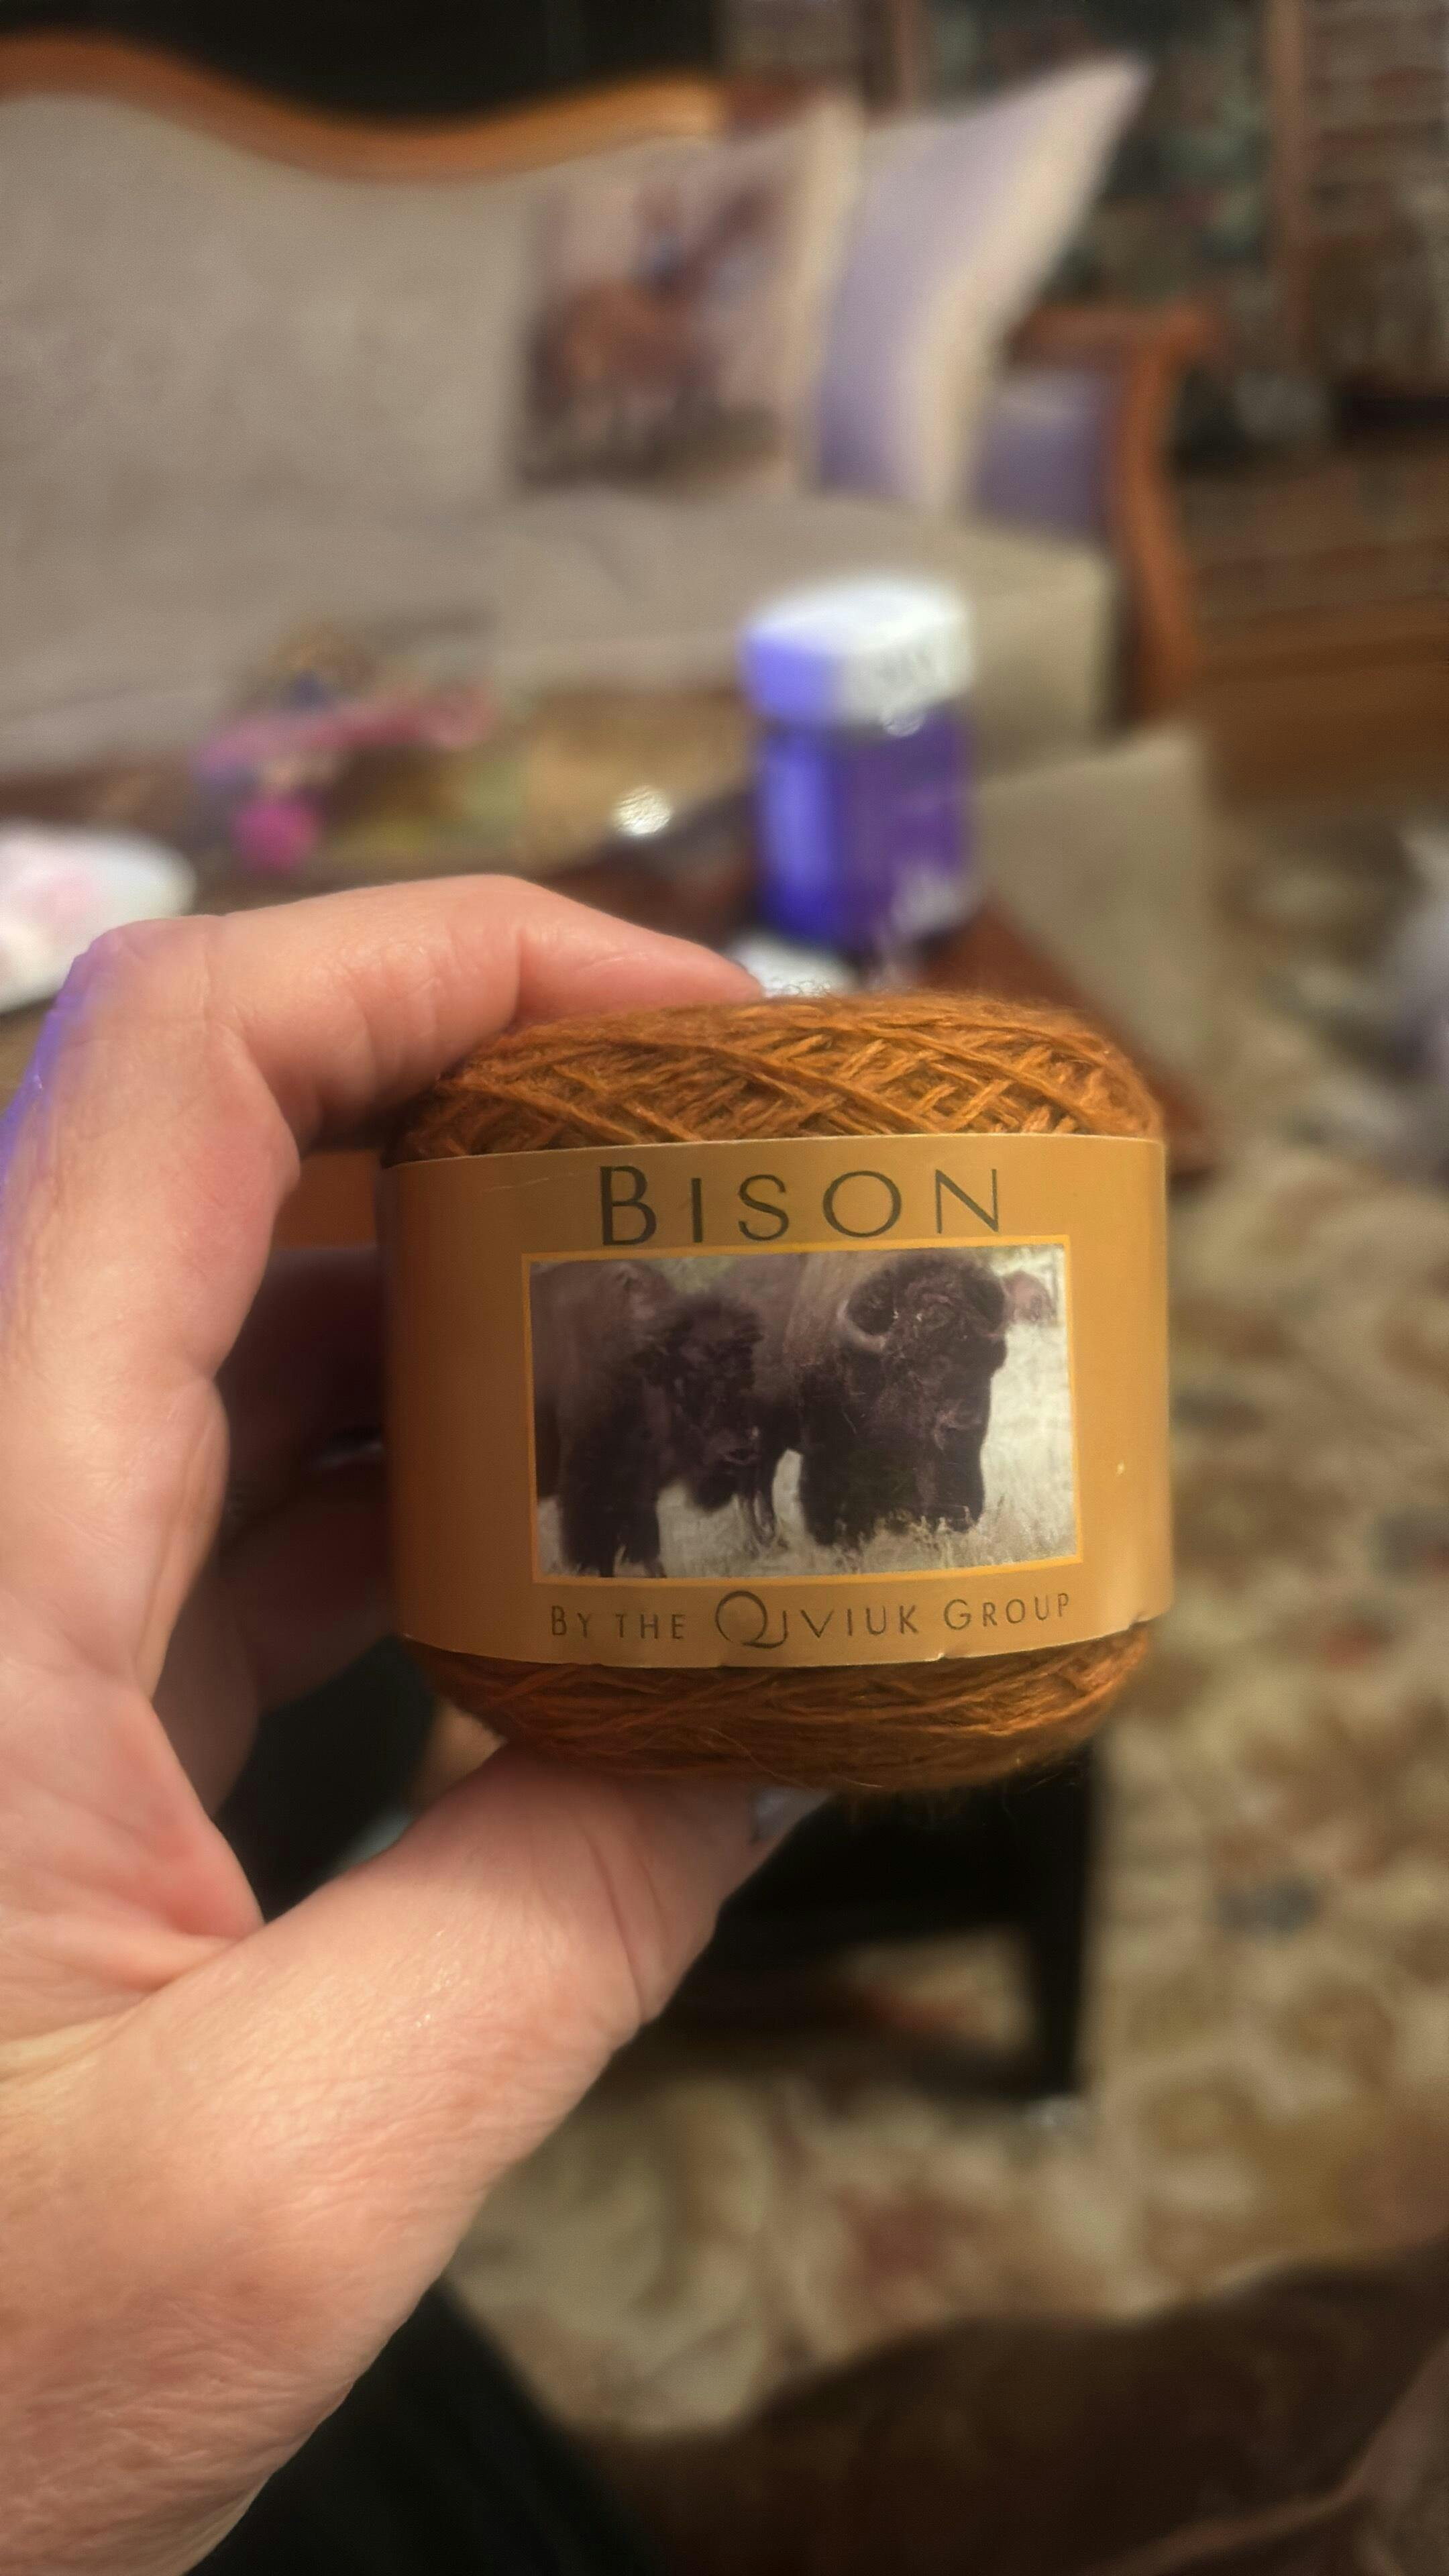 BISON
BY THE QIVIUK GROUP